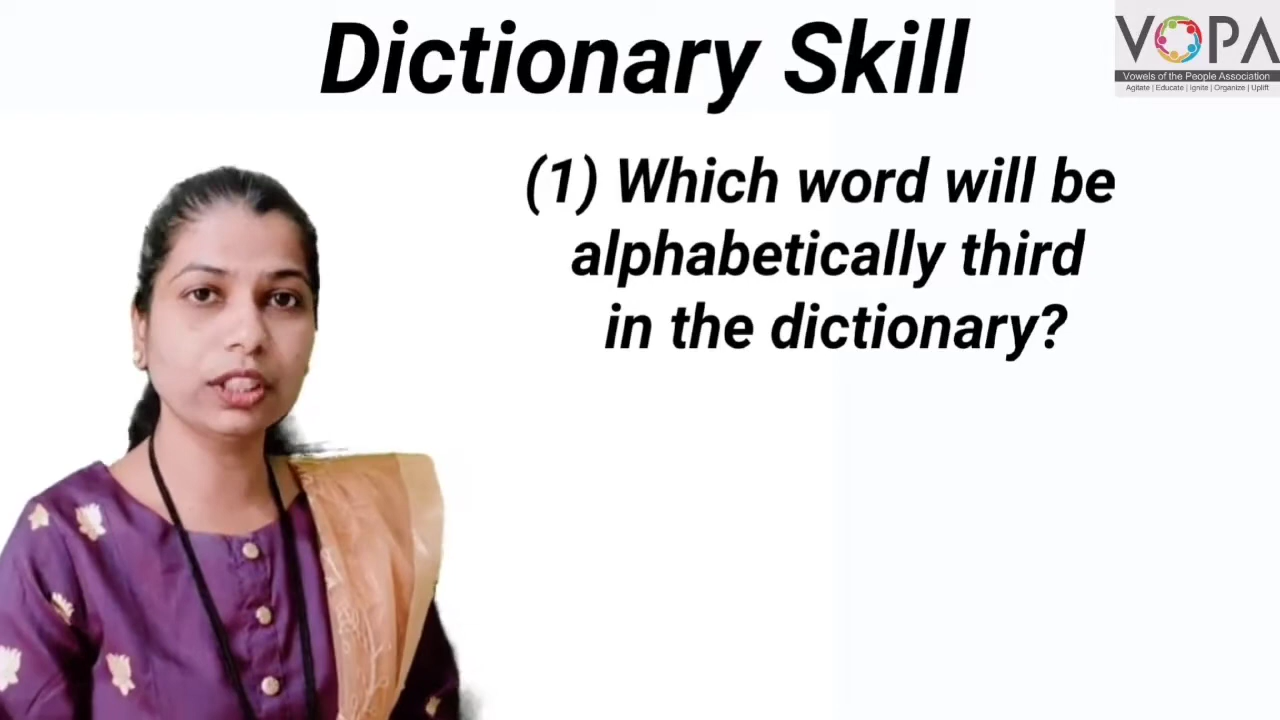 Dictionary Skill
VOPA
Vowels of the People Association
Agitate | Educate | Ignite | Organize | Uplift
(1) Which word will be
alphabetically third
in the dictionary?